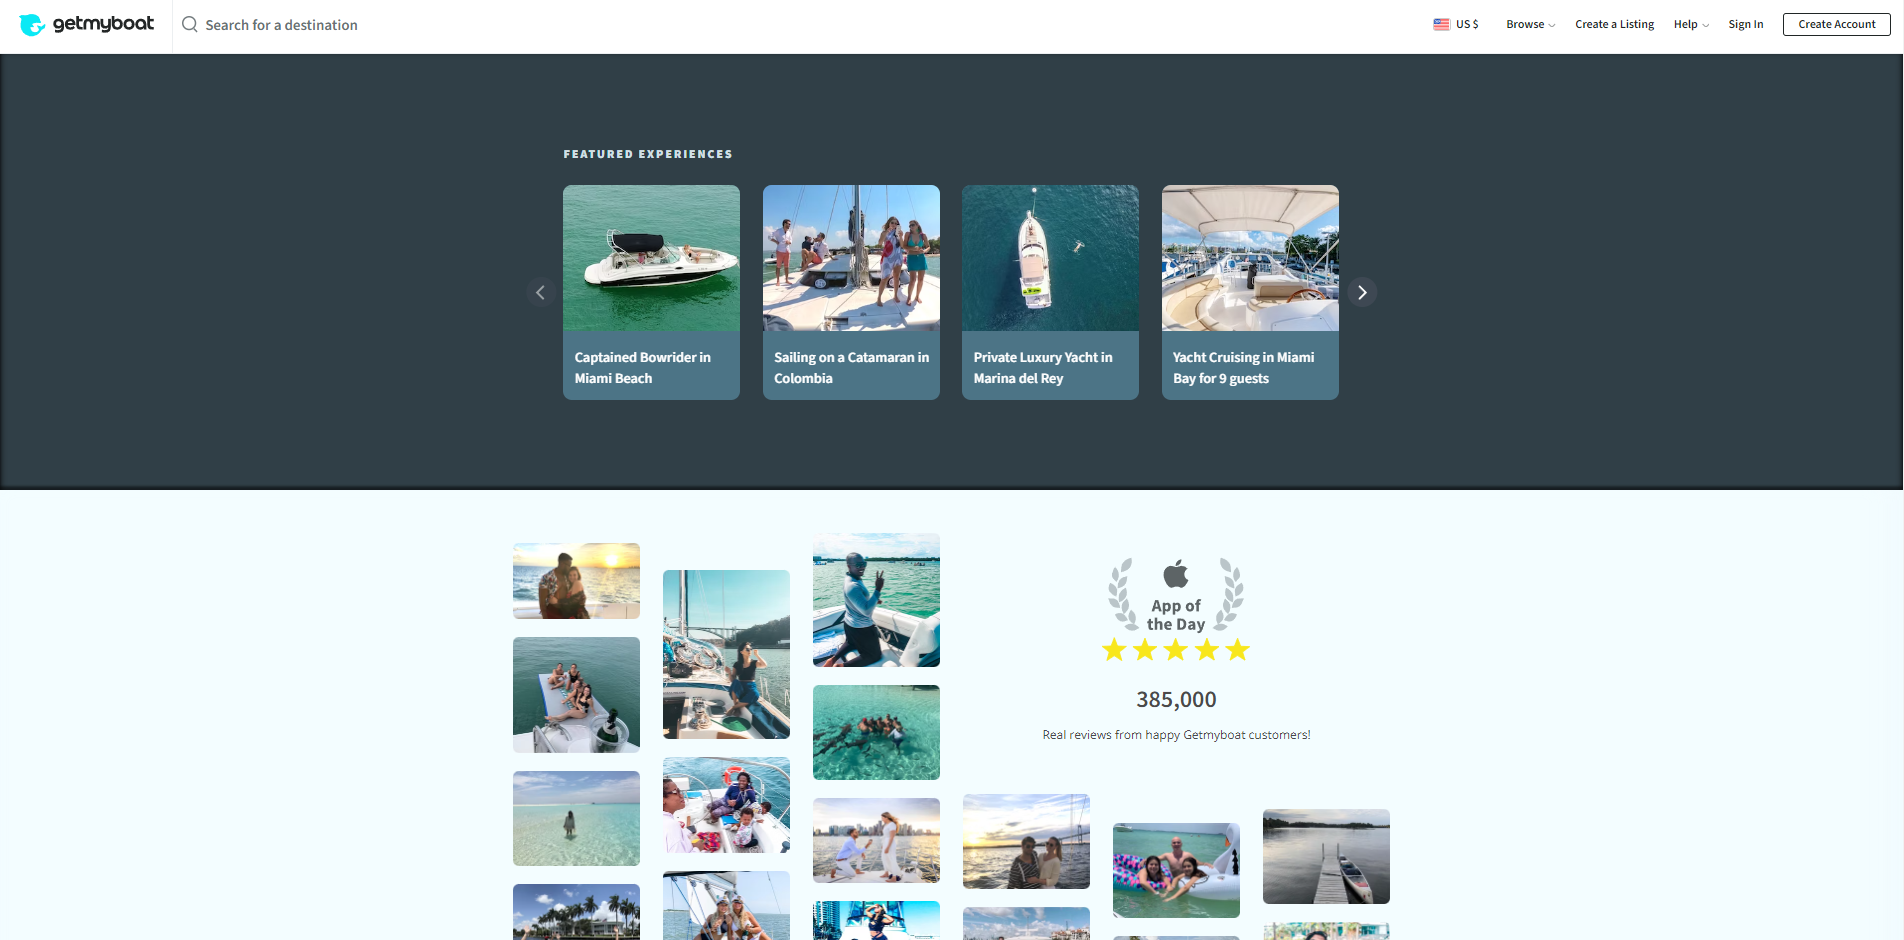 getmyboat
Search for a destination
US $
Browse
Create a Listing
Help
Sign In
Create Account
FEATURED EXPERIENCES
Captained Bowrider in
Miami Beach
Sailing on a Catamaran in
Colombia
Private Luxury Yacht in
Marina del Rey
Yacht Cruising in Miami
Bay for 9 guests
App of
the Day
385,000
Real reviews from happy Getmyboat customers!